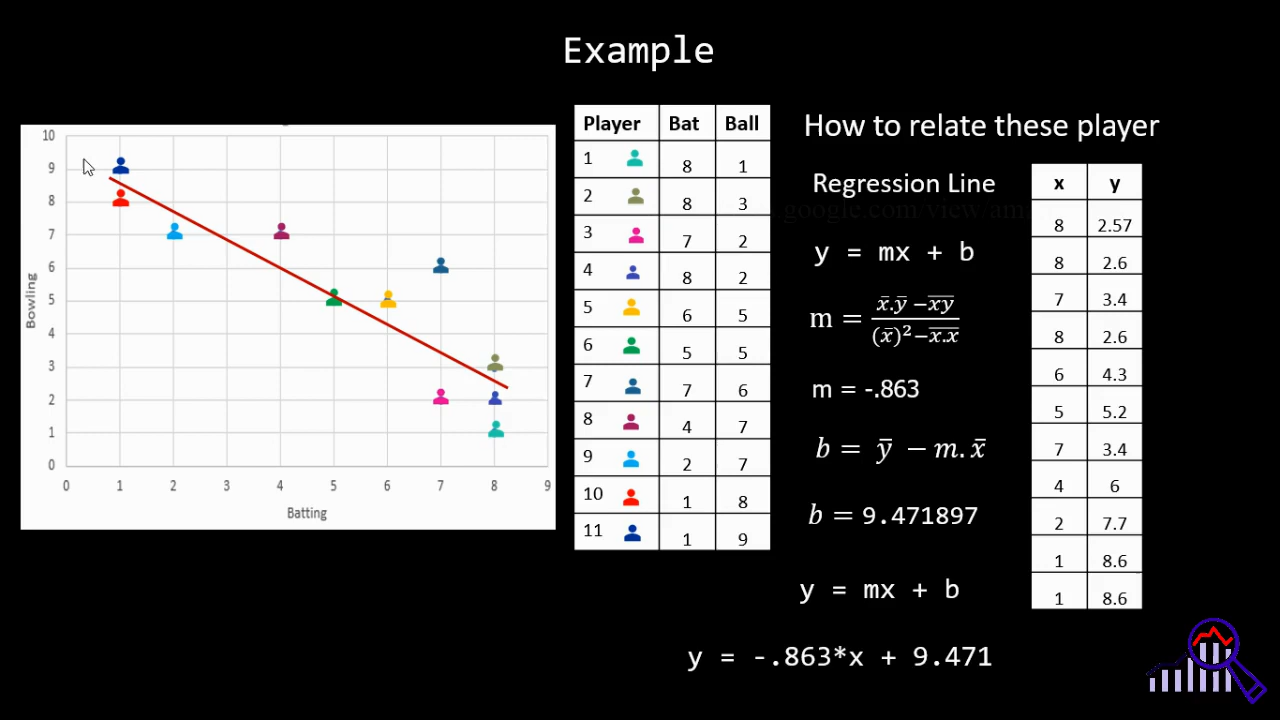 Example
10
9
8
7
6
5
4
3
2
1
0
0 1 2 3 4 5 6 7 8 9
Bowling
Batting
Player Bat Ball
1 8 1
2 8 3
3 7 2
4 8 2
5 6 5
6 5 5
7 7 6
8 4 7
9 2 7
10 1 8
11 1 9
How to relate these player
Regression Line
y = mx + b
m = (x̄.ȳ − x̅y̅) / ((x̄)² − x̅.x̅)
m = -.863
b = ȳ − m.x̄
b = 9.471897
y = mx + b
y = -.863*x + 9.471
x y
8 2.57
8 2.6
7 3.4
8 2.6
6 4.3
5 5.2
7 3.4
4 6
2 7.7
1 8.6
1 8.6